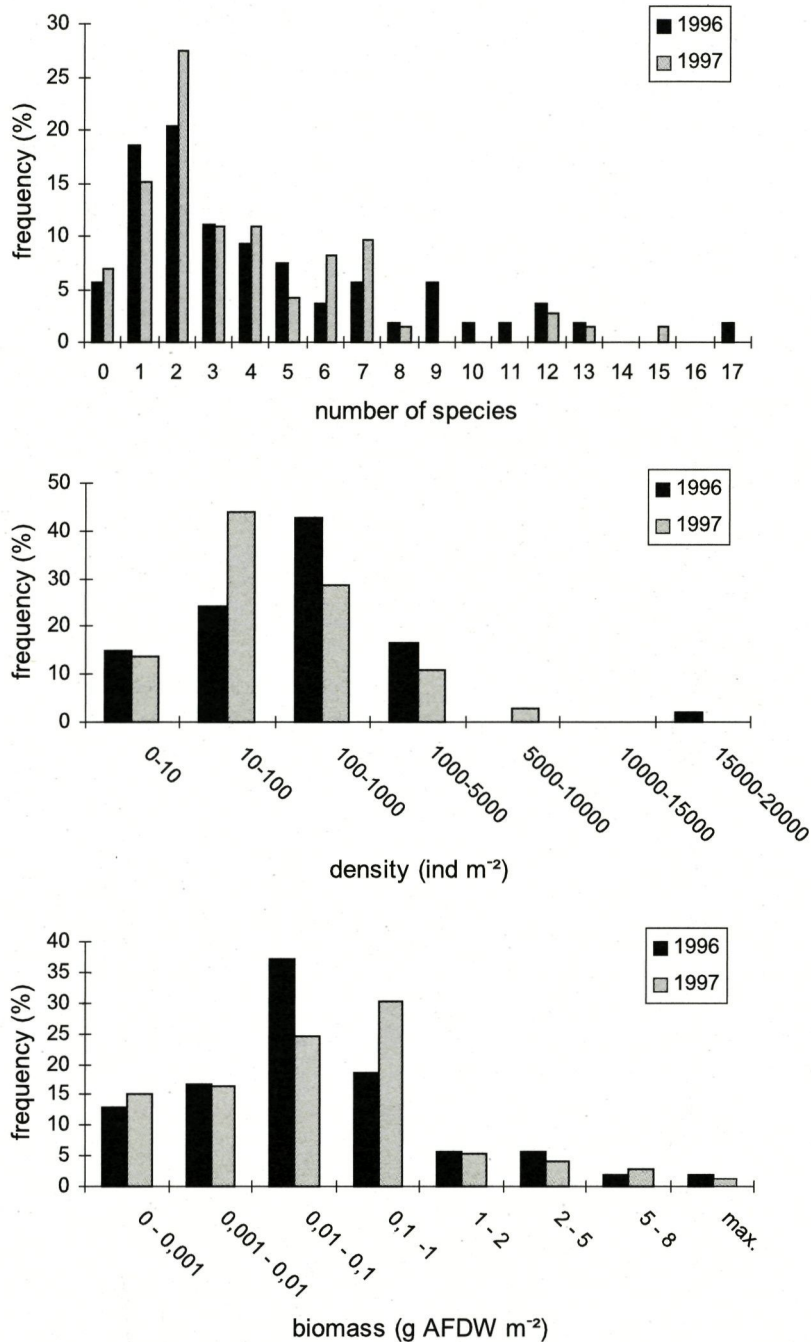 30
25
20
15
10
5
0
frequency (%)
1996
1997
0 1 2 3 4 5 6 7 8 9 10 11 12 13 14 15 16 17
number of species
50
40
30
20
10
0
frequency (%)
1996
1997
0-10
10-100
100-1000
1000-5000
5000-10000
10000-15000
15000-20000
density (ind m⁻²)
40
35
30
25
20
15
10
5
0
frequency (%)
1996
1997
0 - 0,001
0,001 - 0,01
0,01 - 0,1
0,1 -1
1 - 2
2 - 5
5 - 8
max.
biomass (g AFDW m⁻²)